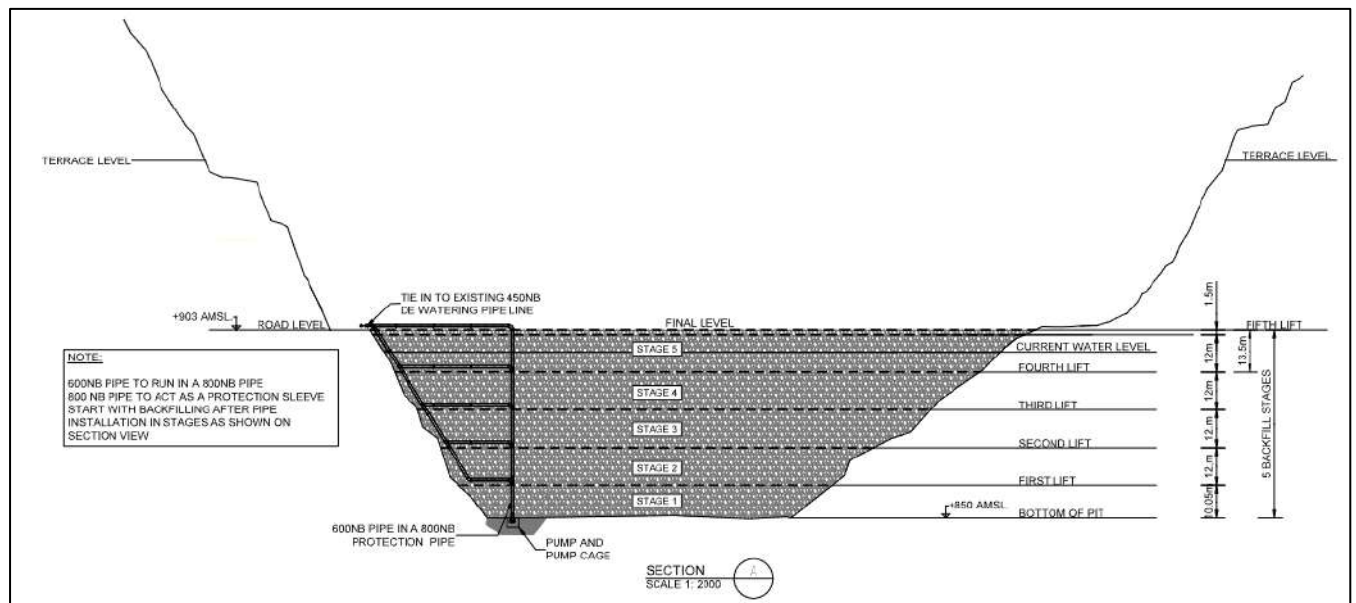 TERRACE LEVEL
TERRACE LEVEL
TIE IN TO EXISTING 450NB
DE WATERING PIPE LINE
+903 AMSL.
ROAD LEVEL
FINAL LEVEL
FIFTH LIFT
1.5m
NOTE:
600NB PIPE TO RUN IN A 800NB PIPE
800 NB PIPE TO ACT AS A PROTECTION SLEEVE
START WITH BACKFILLING AFTER PIPE
INSTALLATION IN STAGES AS SHOWN ON
SECTION VIEW
STAGE 5
CURRENT WATER LEVEL
FOURTH LIFT
12m
13.5m
STAGE 4
THIRD LIFT
12m
STAGE 3
SECOND LIFT
12.m
STAGE 2
FIRST LIFT
12.m
5 BACKFILL STAGES
STAGE 1
+850 AMSL.
BOTTOM OF PIT
10.05m
600NB PIPE IN A 800NB
PROTECTION PIPE
PUMP AND
PUMP CAGE
SECTION
SCALE 1: 2000
A